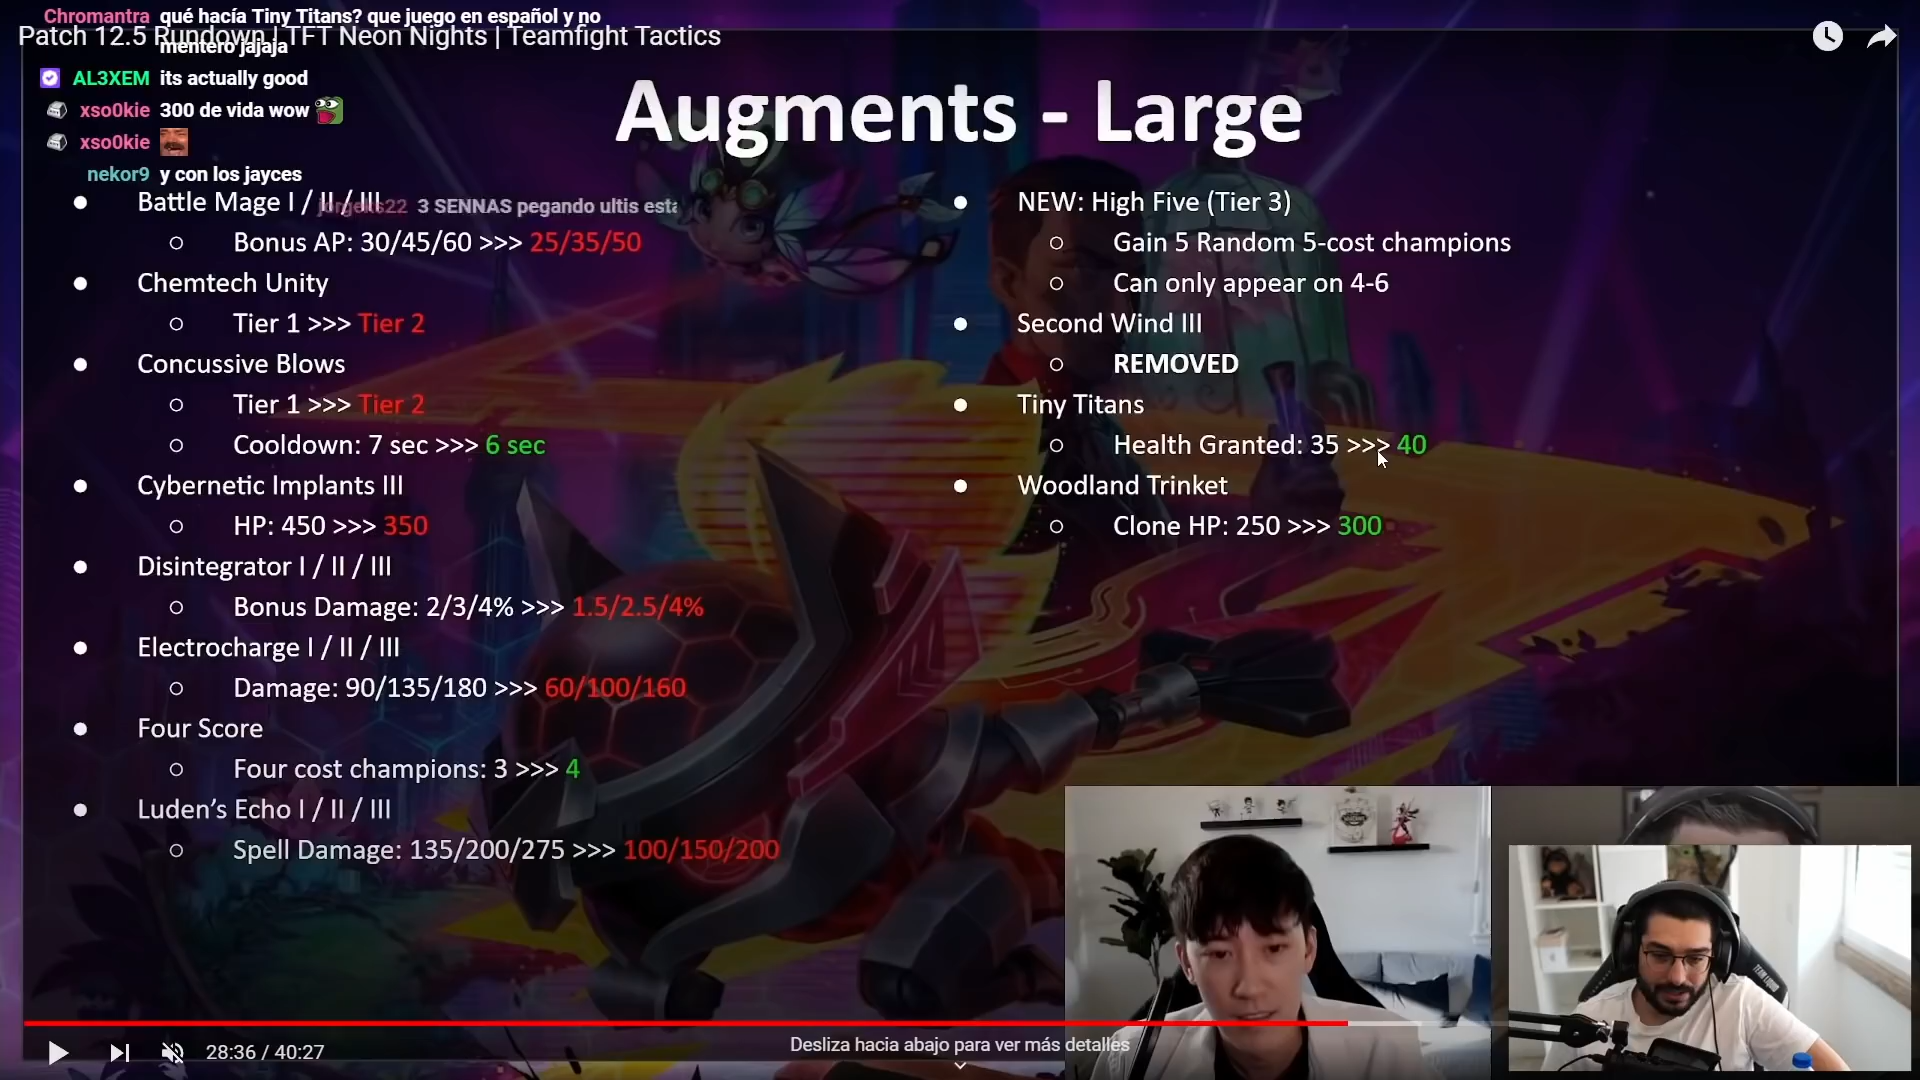 Chromantra qué hacía Tiny Titans? que juego en español y no
Patch 12.5 Rundown | TFT Neon Nights | Teamfight Tactics
mentero jajaja
AL3XEM its actually good
xso0kie 300 de vida wow
xso0kie
nekor9 y con los jayces
3 SENNAS pegando ultis esta
Augments - Large
Battle Mage I / II / III
Bonus AP: 30/45/60 >>> 25/35/50
Chemtech Unity
Tier 1 >>> Tier 2
Concussive Blows
Tier 1 >>> Tier 2
Cooldown: 7 sec >>> 6 sec
Cybernetic Implants III
HP: 450 >>> 350
Disintegrator I / II / III
Bonus Damage: 2/3/4% >>> 1.5/2.5/4%
Electrocharge I / II / III
Damage: 90/135/180 >>> 60/100/160
Four Score
Four cost champions: 3 >>> 4
Luden’s Echo I / II / III
Spell Damage: 135/200/275 >>> 100/150/200
NEW: High Five (Tier 3)
Gain 5 Random 5-cost champions
Can only appear on 4-6
Second Wind III
REMOVED
Tiny Titans
Health Granted: 35 >>> 40
Woodland Trinket
Clone HP: 250 >>> 300
28:36 / 40:27
Desliza hacia abajo para ver más detalles